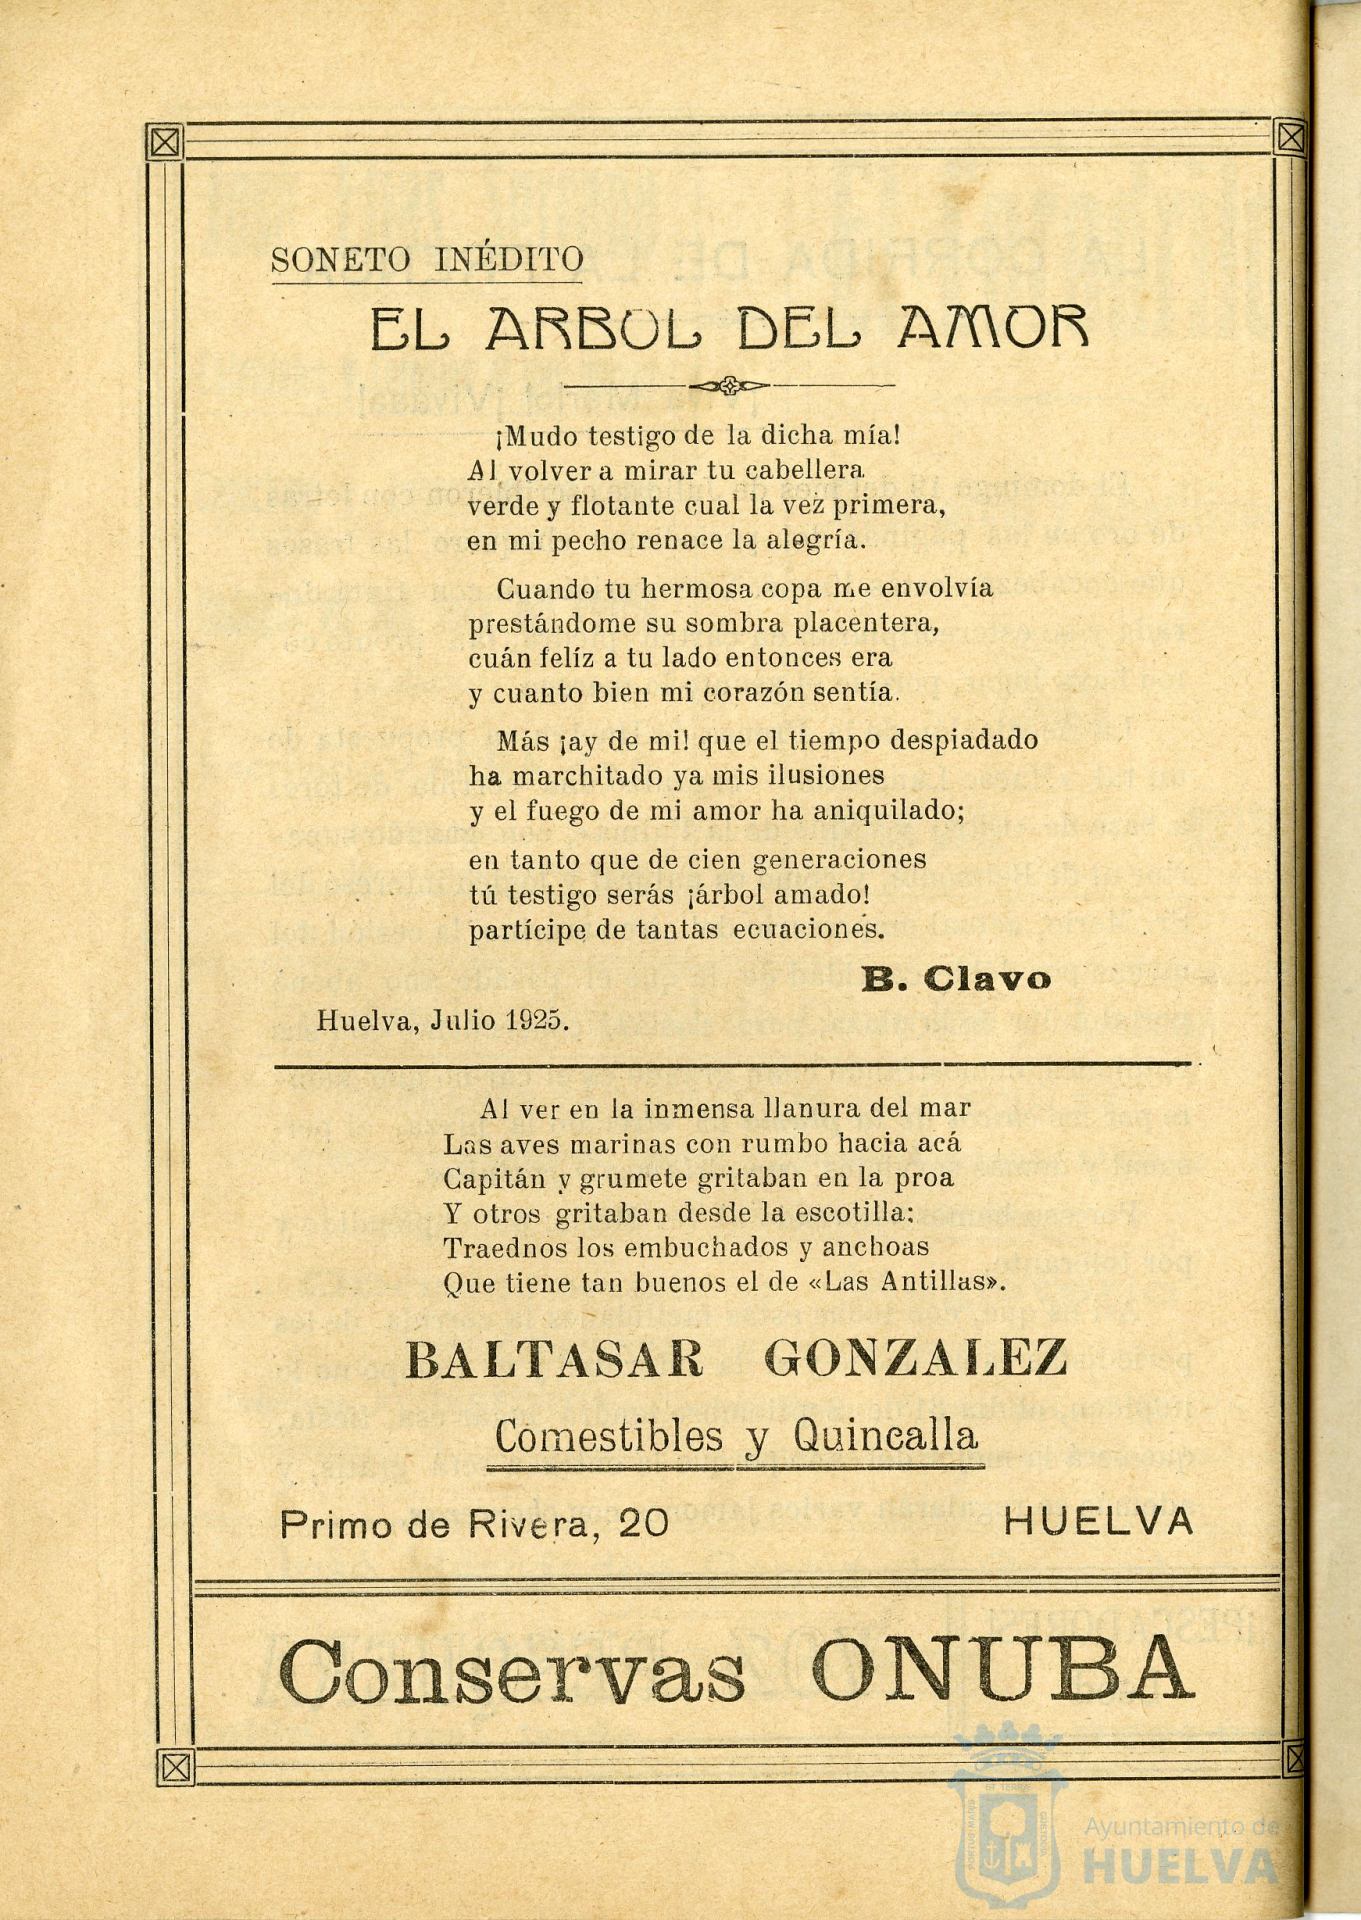 SONETO INÉDITO
EL ARBOL DEL AMOR
¡Mudo testigo de la dicha mía!
Al volver a mirar tu cabellera
verde y flotante cual la vez primera,
en mi pecho renace la alegría.
Cuando tu hermosa copa me envolvía
prestándome su sombra placentera,
cuán felíz a tu lado entonces era
y cuanto bien mi corazón sentía.
Más ¡ay de mi! que el tiempo despiadado
ha marchitado ya mis ilusiones
y el fuego de mi amor ha aniquilado;
en tanto que de cien generaciones
tú testigo serás ¡árbol amado!
partícipe de tantas ecuaciones.
B. Clavo
Huelva, Julio 1925.
Al ver en la inmensa llanura del mar
Las aves marinas con rumbo hacia acá
Capitán y grumete gritaban en la proa
Y otros gritaban desde la escotilla:
Traednos los embuchados y anchoas
Que tiene tan buenos el de «Las Antillas».
BALTASAR GONZALEZ
Comestibles y Quincalla
Primo de Rivera, 20 HUELVA
Conservas ONUBA
Ayuntamiento de
HUELVA